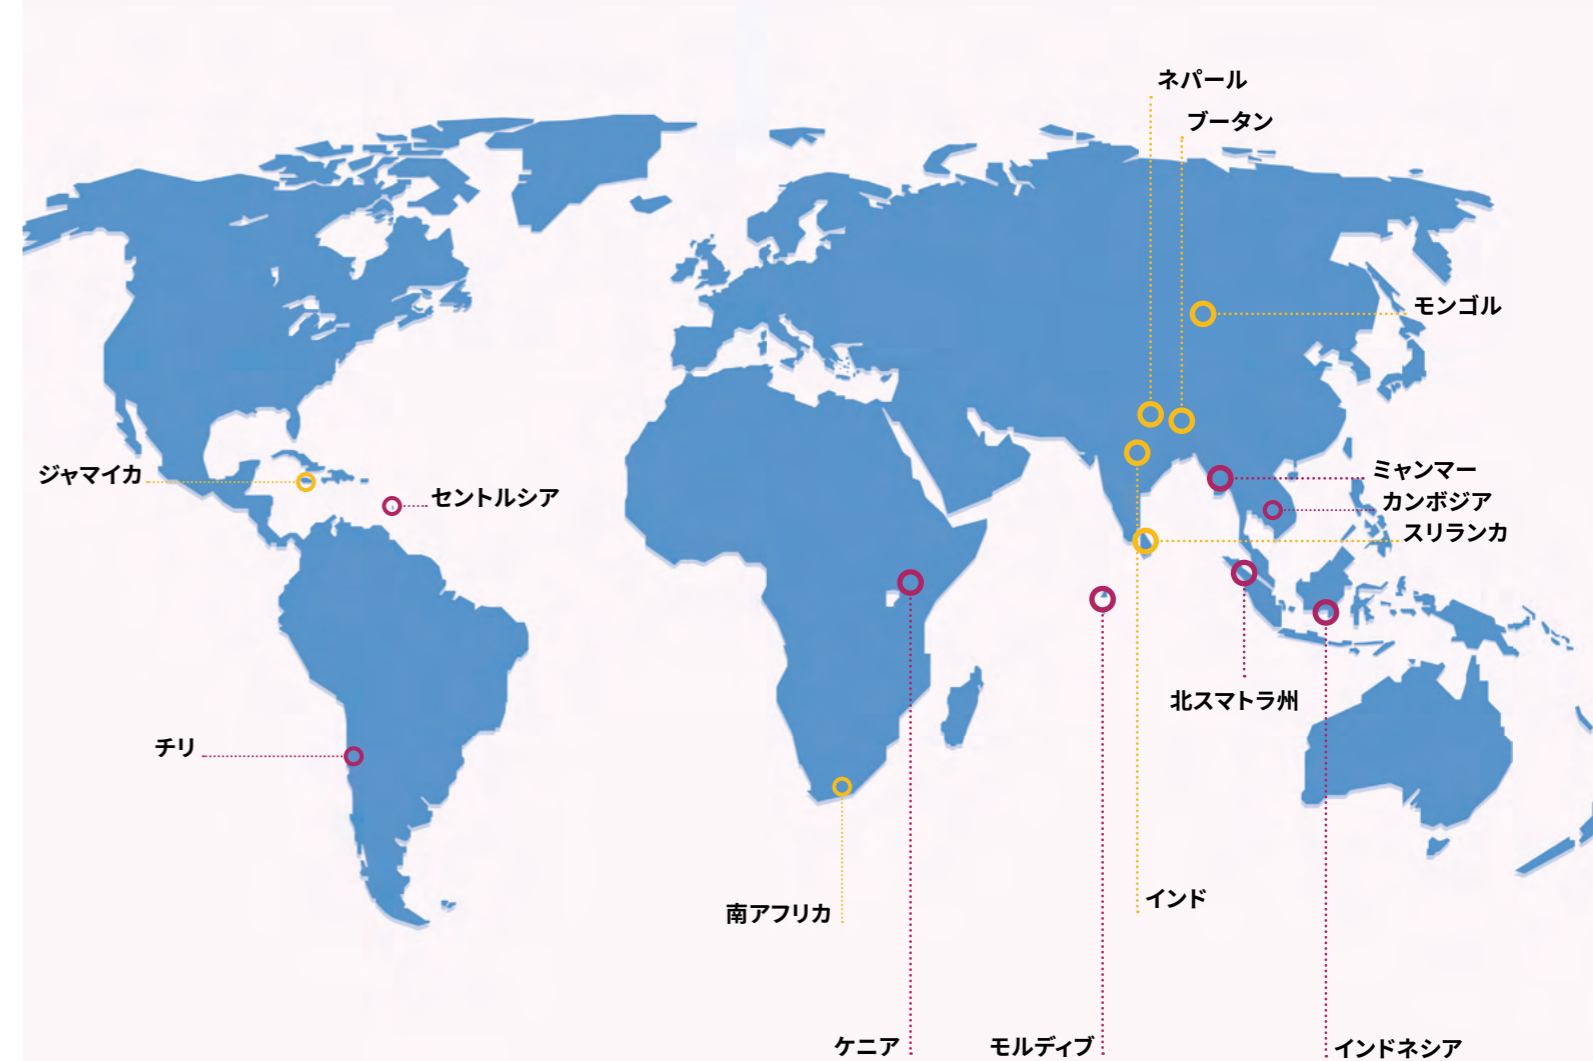 ネパール
ブータン
モンゴル
ミャンマー
ジャマイカ
セントルシア
カンボジア
スリランカ
北スマトラ州
チリ
インド
南アフリカ
ケニア
モルディブ
インドネシア